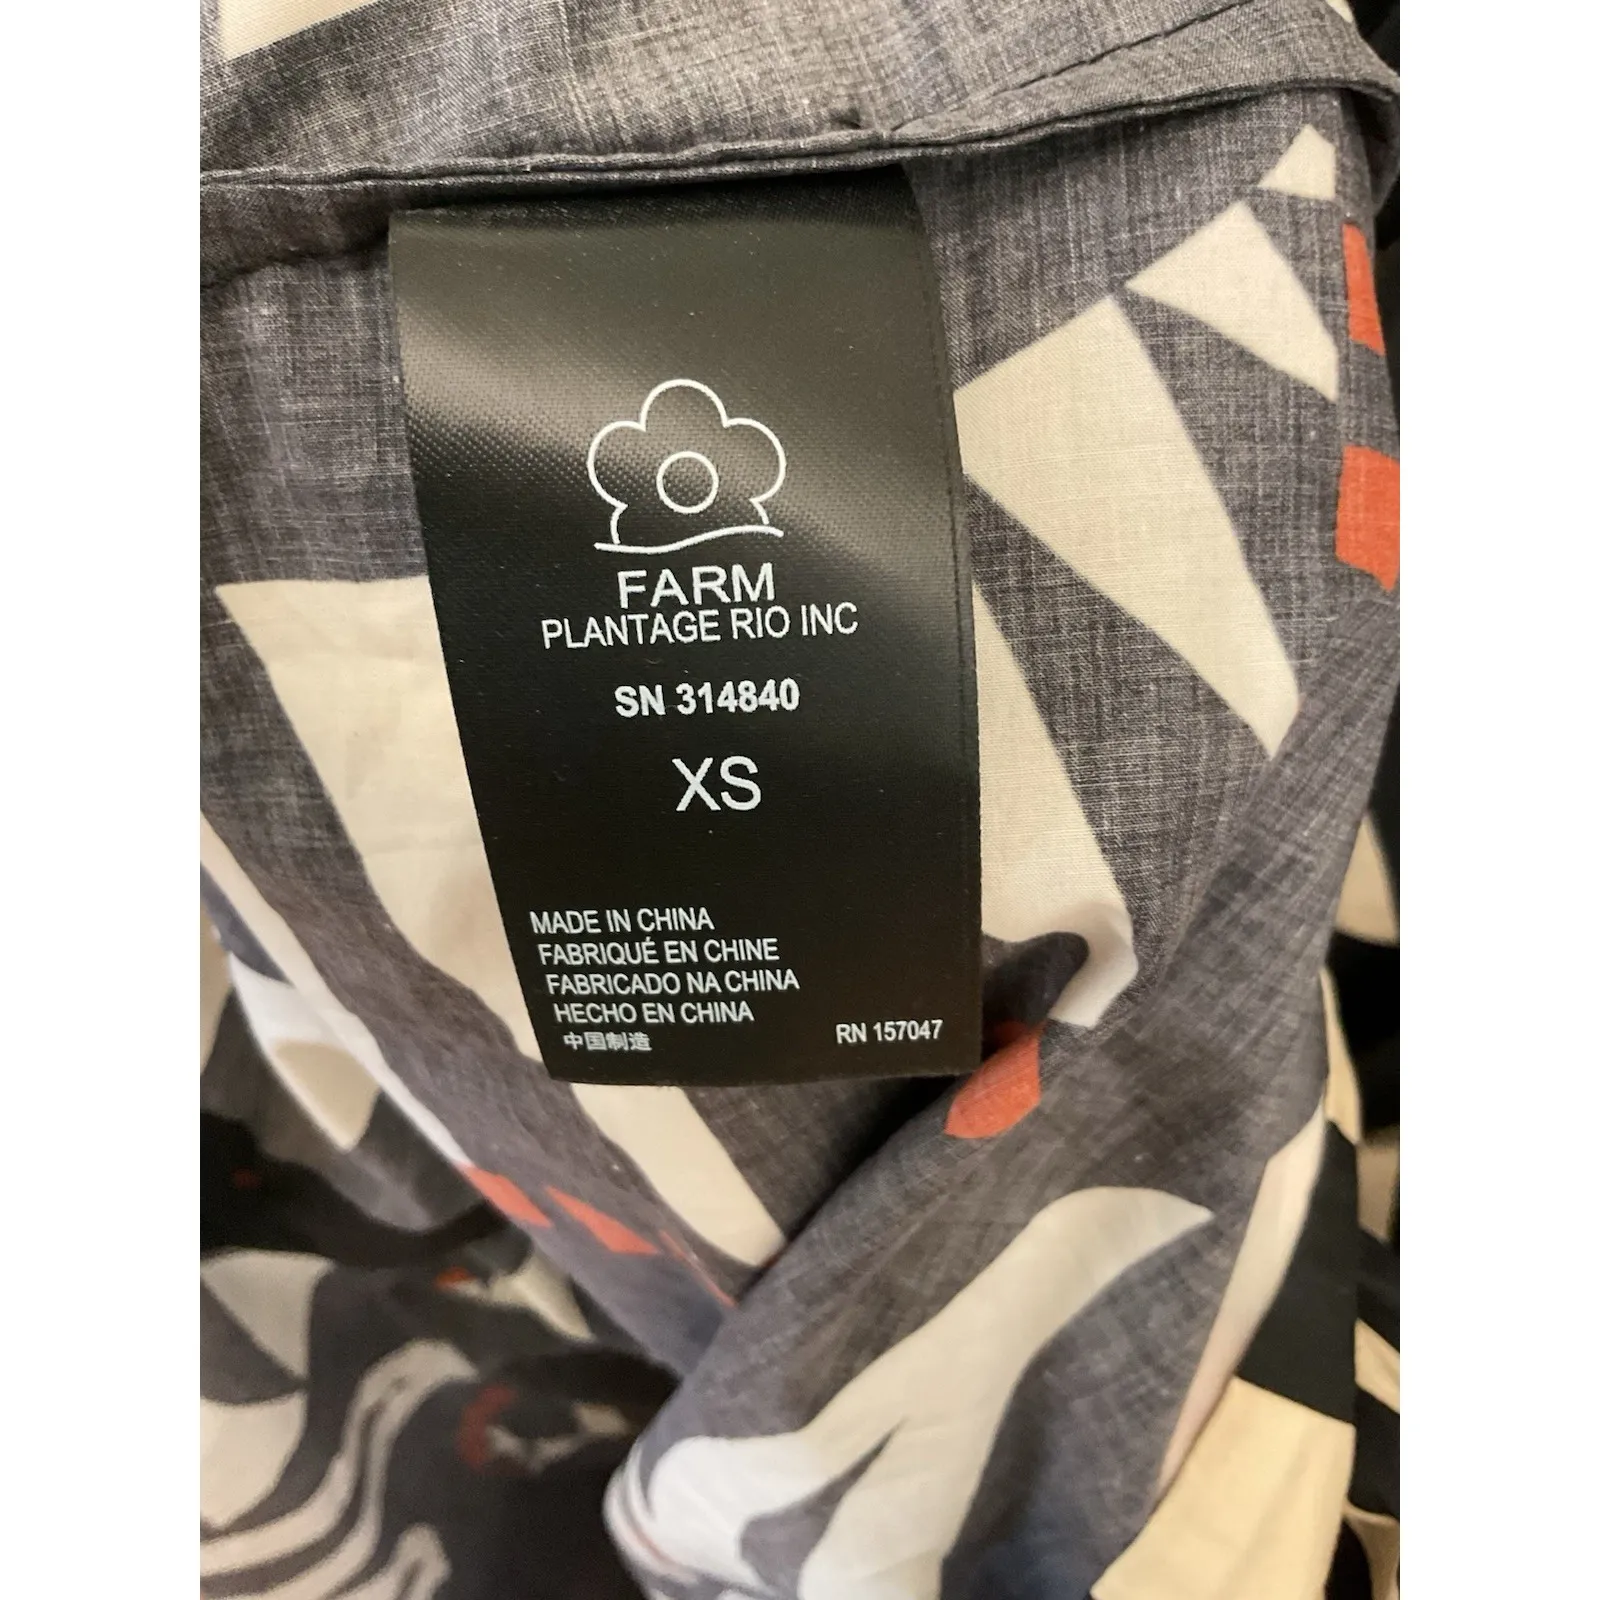 FARM
PLANTAGE RIO INC
SN 314840
XS
MADE IN CHINA
FABRIQUÉ EN CHINE
FABRICADO NA CHINA
HECHO EN CHINA
中国制造
RN 157047